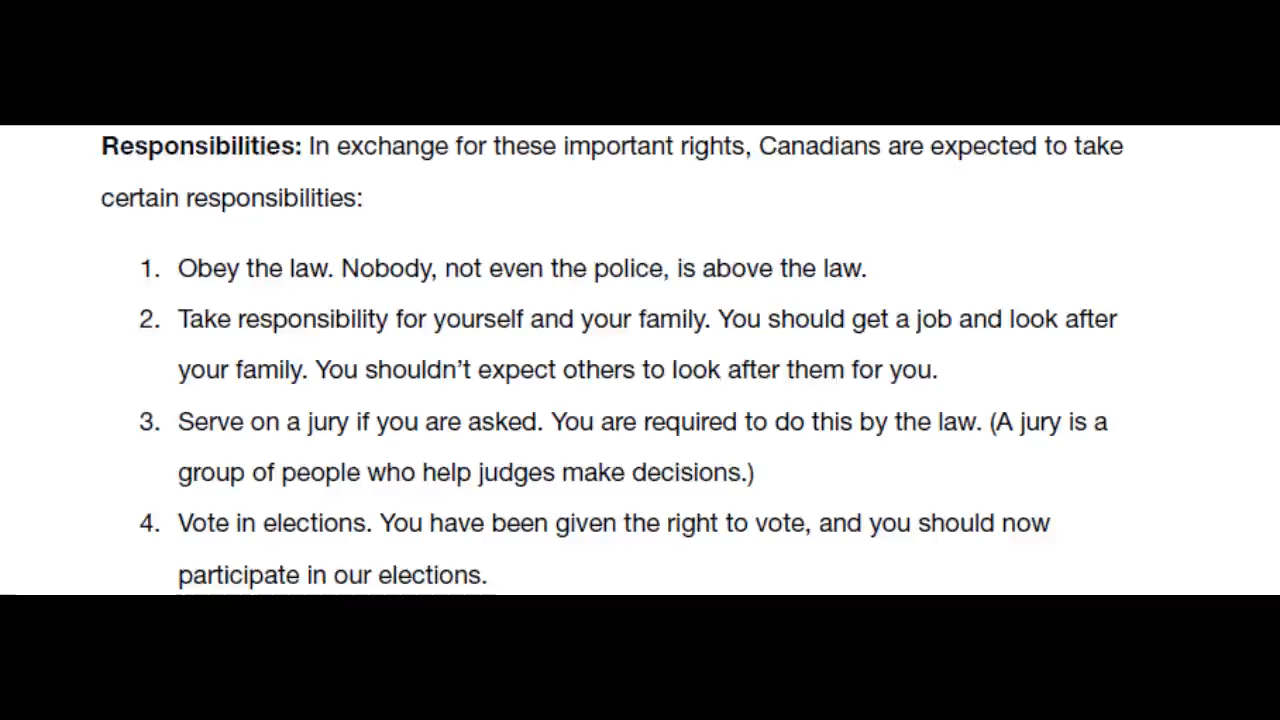 Responsibilities: In exchange for these important rights, Canadians are expected to take
certain responsibilities:
1. Obey the law. Nobody, not even the police, is above the law.
2. Take responsibility for yourself and your family. You should get a job and look after
your family. You shouldn’t expect others to look after them for you.
3. Serve on a jury if you are asked. You are required to do this by the law. (A jury is a
group of people who help judges make decisions.)
4. Vote in elections. You have been given the right to vote, and you should now
participate in our elections.